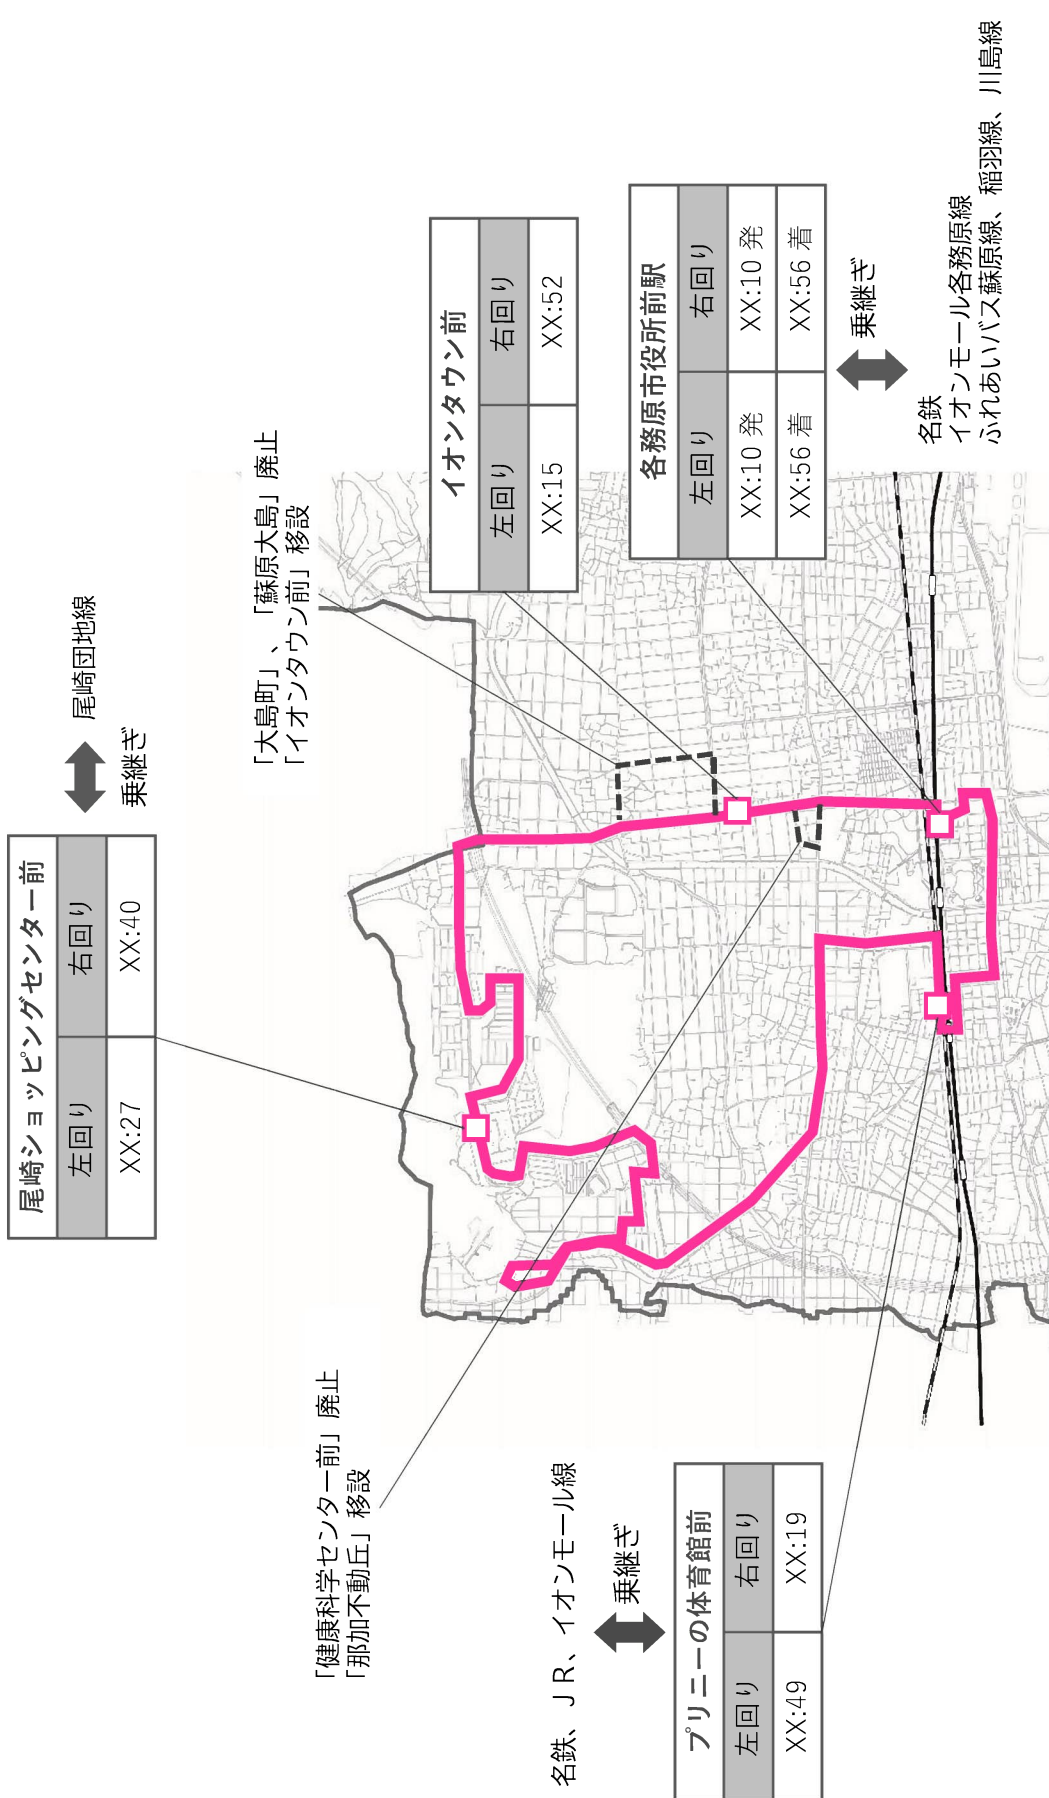 尾崎ショッピングセンター前
左回り 右回り
XX:27 XX:40
尾崎団地線
乗継ぎ
「大島町」、「蘇原大島」廃止
「イオンタウン前」移設
イオンタウン前
左回り 右回り
XX:15 XX:52
各務原市役所前駅
左回り 右回り
XX:10 発 XX:10 発
XX:56 着 XX:56 着
乗継ぎ
名鉄
イオンモール各務原線
ふれあいバス蘇原線、稲羽線、川島線
「健康科学センター前」廃止
「那加不動丘」移設
名鉄、ＪＲ、イオンモール線
乗継ぎ
プリニーの体育館前
左回り 右回り
XX:49 XX:19